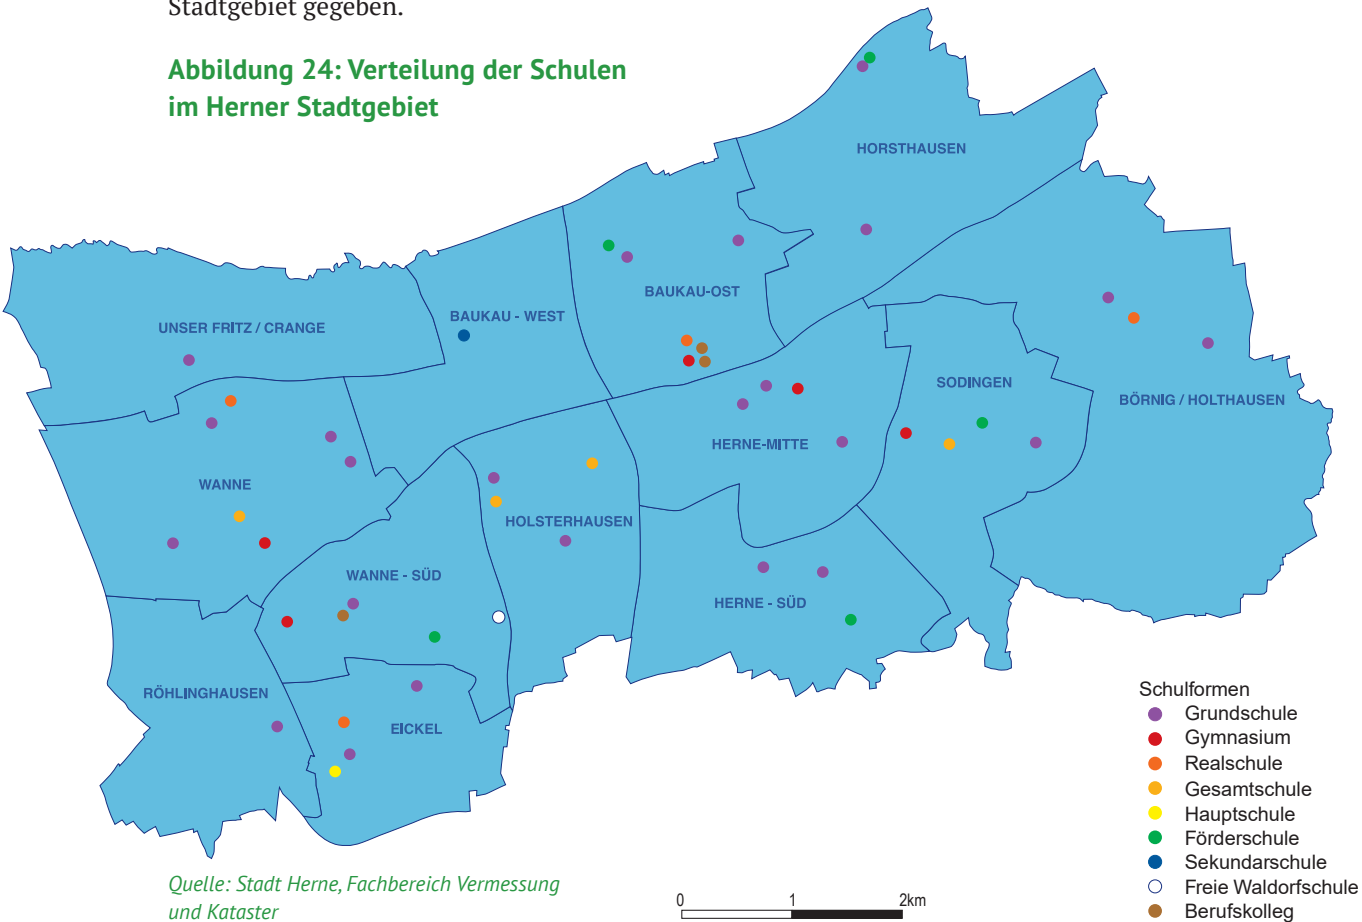 Stadtgebiet gegeben.
Abbildung 24: Verteilung der Schulen
im Herner Stadtgebiet
HORSTHAUSEN
BAUKAU-OST
BAUKAU - WEST
UNSER FRITZ / CRANGE
SODINGEN
BÖRNIG / HOLTHAUSEN
HERNE-MITTE
WANNE
HOLSTERHAUSEN
WANNE - SÜD
HERNE - SÜD
RÖHLINGHAUSEN
EICKEL
Schulformen
Grundschule
Gymnasium
Realschule
Gesamtschule
Hauptschule
Förderschule
Sekundarschule
Freie Waldorfschule
Berufskolleg
Quelle: Stadt Herne, Fachbereich Vermessung
und Kataster
0 1 2km